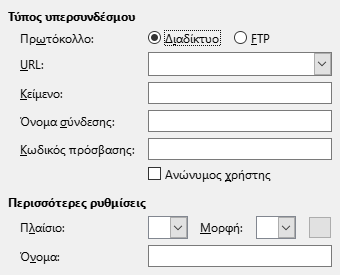 Τύπος υπερσυνδέσμου
Πρωτόκολλο: Διαδίκτυο FTP
URL:
Κείμενο:
Όνομα σύνδεσης:
Κωδικός πρόσβασης:
Ανώνυμος χρήστης
Περισσότερες ρυθμίσεις
Πλαίσιο: Μορφή:
Όνομα: